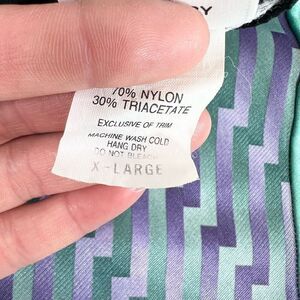 70% NYLON
30% TRIACETATE
EXCLUSIVE OF TRIM
MACHINE WASH COLD
HANG DRY
DO NOT BLEACH
X-LARGE